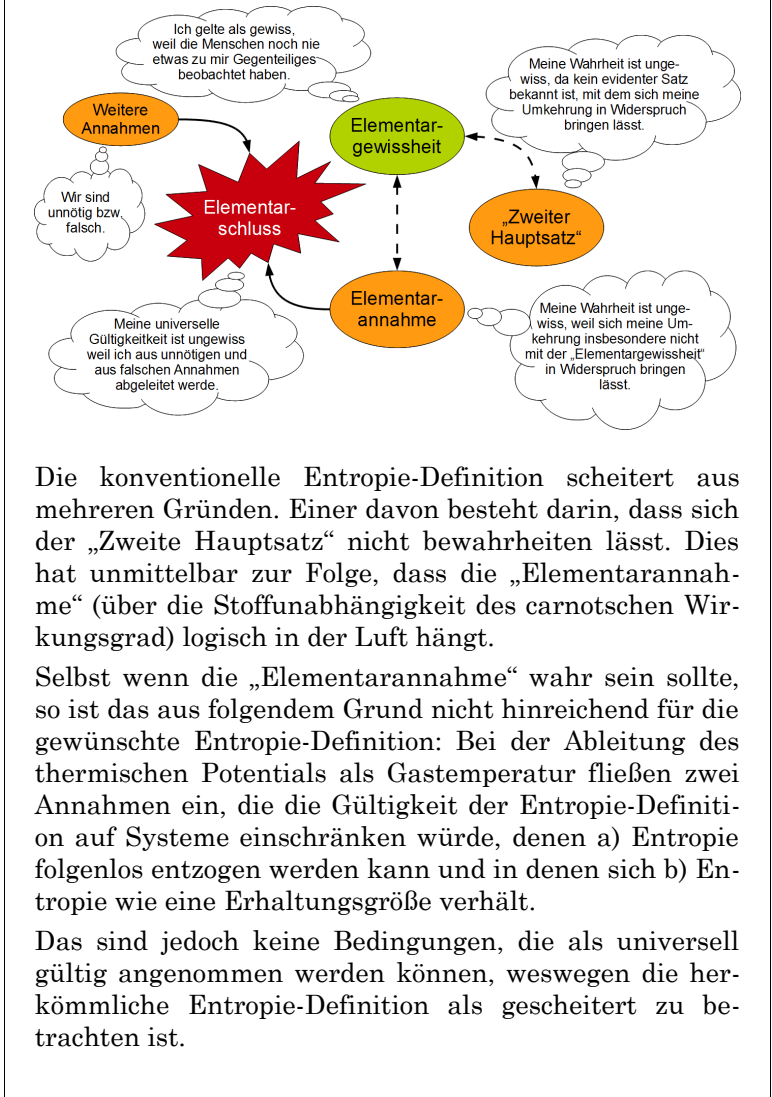 Ich gelte als gewiss,
weil die Menschen noch nie
etwas zu mir Gegenteiliges
beobachtet haben.
Meine Wahrheit ist unge-
wiss, da kein evidenter Satz
bekannt ist, mit dem sich meine
Umkehrung in Widerspruch
bringen lässt.
Weitere
Annahmen
Elementar-
gewissheit
Wir sind
unnötig bzw.
falsch.
Elementar-
schluss
„Zweiter
Hauptsatz“
Elementar-
annahme
Meine universelle
Gültigkeitkeit ist ungewiss
weil ich aus unnötigen und
aus falschen Annahmen
abgeleitet werde.
Meine Wahrheit ist unge-
wiss, weil sich meine Um-
kehrung insbesondere nicht
mit der „Elementargewissheit“
in Widerspruch bringen
lässt.
Die konventionelle Entropie-Definition scheitert aus
mehreren Gründen. Einer davon besteht darin, dass sich
der „Zweite Hauptsatz“ nicht bewahrheiten lässt. Dies
hat unmittelbar zur Folge, dass die „Elementarannah-
me“ (über die Stoffunabhängigkeit des carnotschen Wir-
kungsgrad) logisch in der Luft hängt.
Selbst wenn die „Elementarannahme“ wahr sein sollte,
so ist das aus folgendem Grund nicht hinreichend für die
gewünschte Entropie-Definition: Bei der Ableitung des
thermischen Potentials als Gastemperatur fließen zwei
Annahmen ein, die die Gültigkeit der Entropie-Definiti-
on auf Systeme einschränken würde, denen a) Entropie
folgenlos entzogen werden kann und in denen sich b) En-
tropie wie eine Erhaltungsgröße verhält.
Das sind jedoch keine Bedingungen, die als universell
gültig angenommen werden können, weswegen die her-
kömmliche Entropie-Definition als gescheitert zu be-
trachten ist.